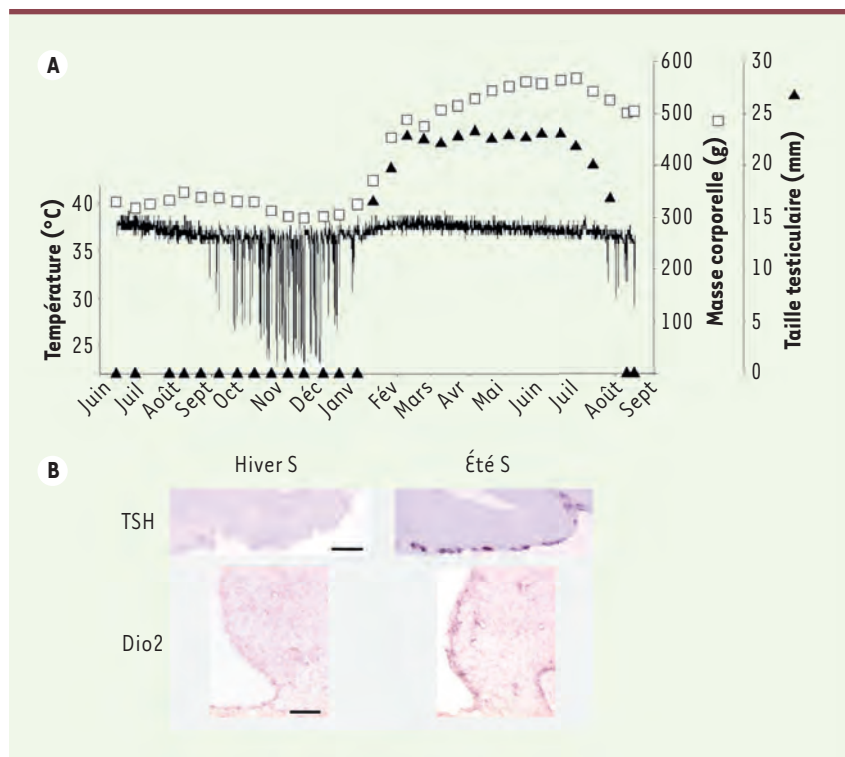 A
Température (°C)
40
35
30
25
600
500
400
300
200
100
Masse corporelle (g)
30
25
20
15
10
5
0
Taille testiculaire (mm)
Juin Juil Août Sept Oct Nov Déc Janv Fév Mars Avr Mai Juin Juil Août Sept
B
Hiver S Été S
TSH
Dio2